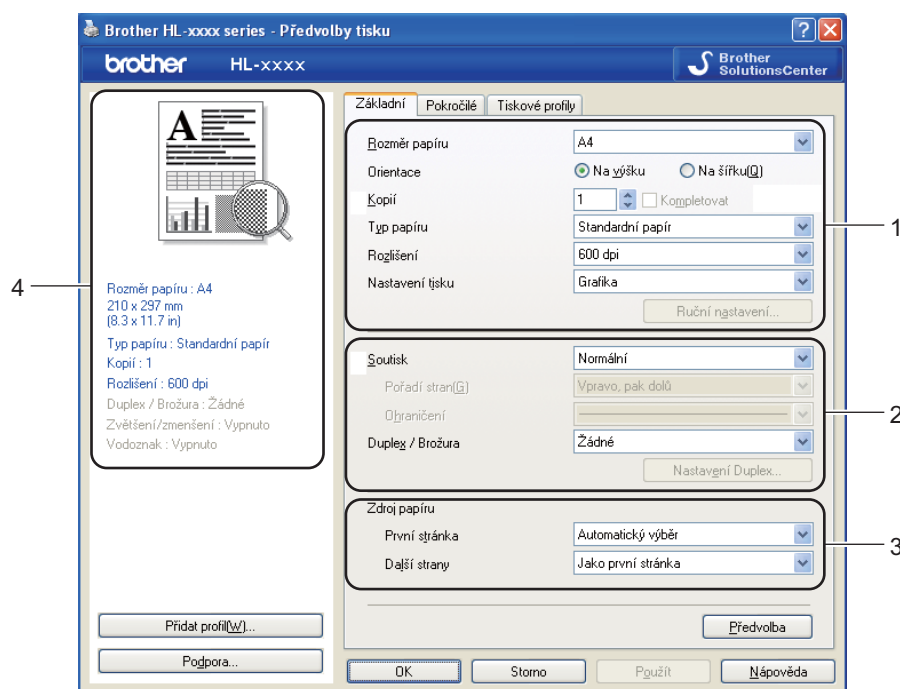 Brother HL-xxxx series - Předvolby tisku
brother HL-xxxx
Brother
SolutionsCenter
A
Rozměr papíru : A4
210 x 297 mm
(8.3 x 11.7 in)
Typ papíru : Standardní papír
Kopií : 1
Rozlišení : 600 dpi
Duplex / Brožura : Žádné
Zvětšení/zmenšení : Vypnuto
Vodoznak : Vypnuto
4
Přidat profil(W)...
Podpora...
Základní Pokročilé Tiskové profily
Rozměr papíru A4
Orientace Na výšku Na šířku(Q)
Kopií 1 Kompletovat
Typ papíru Standardní papír
Rozlišení 600 dpi
Nastavení tisku Grafika
Ruční nastavení...
1
Soutisk Normální
Pořadí stran(G) Vpravo, pak dolů
Ohraničení
Duplex / Brožura Žádné
Nastavení Duplex...
2
Zdroj papíru
První stránka Automatický výběr
Další strany Jako první stránka
3
Předvolba
OK Storno Použít Nápověda